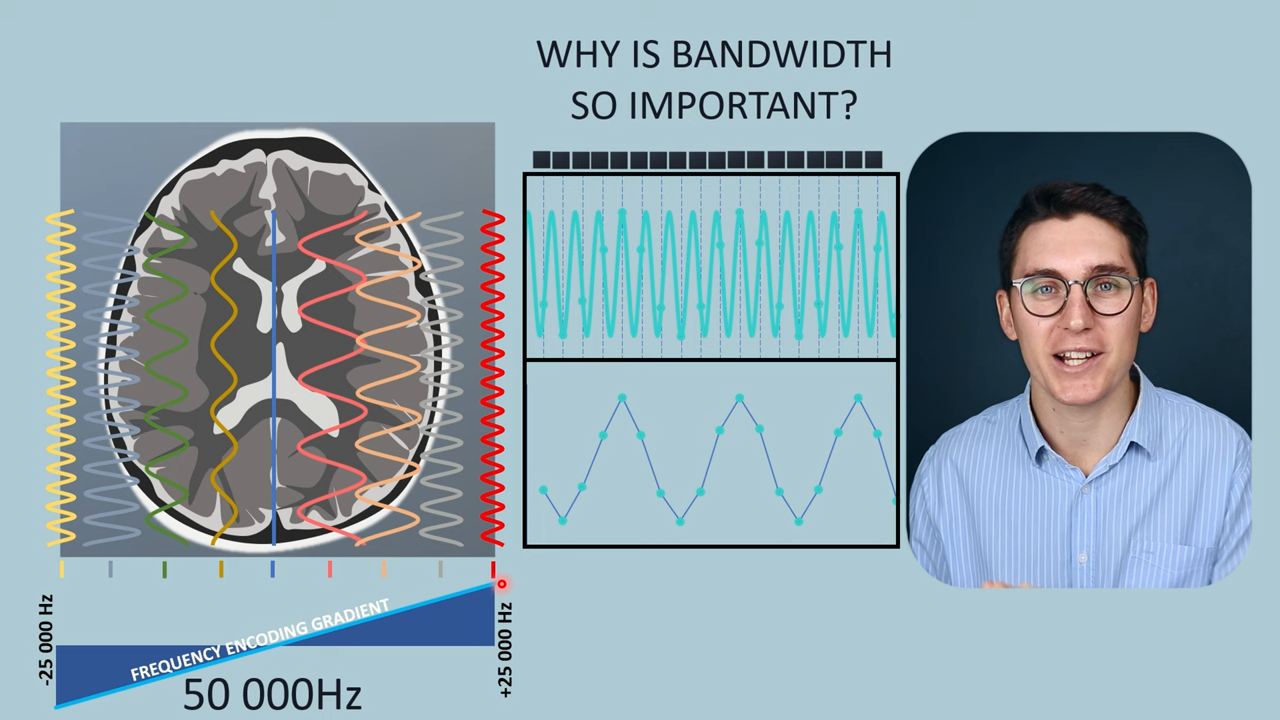 WHY IS BANDWIDTH
SO IMPORTANT?
-25 000 Hz
FREQUENCY ENCODING GRADIENT
+25 000 Hz
50 000Hz